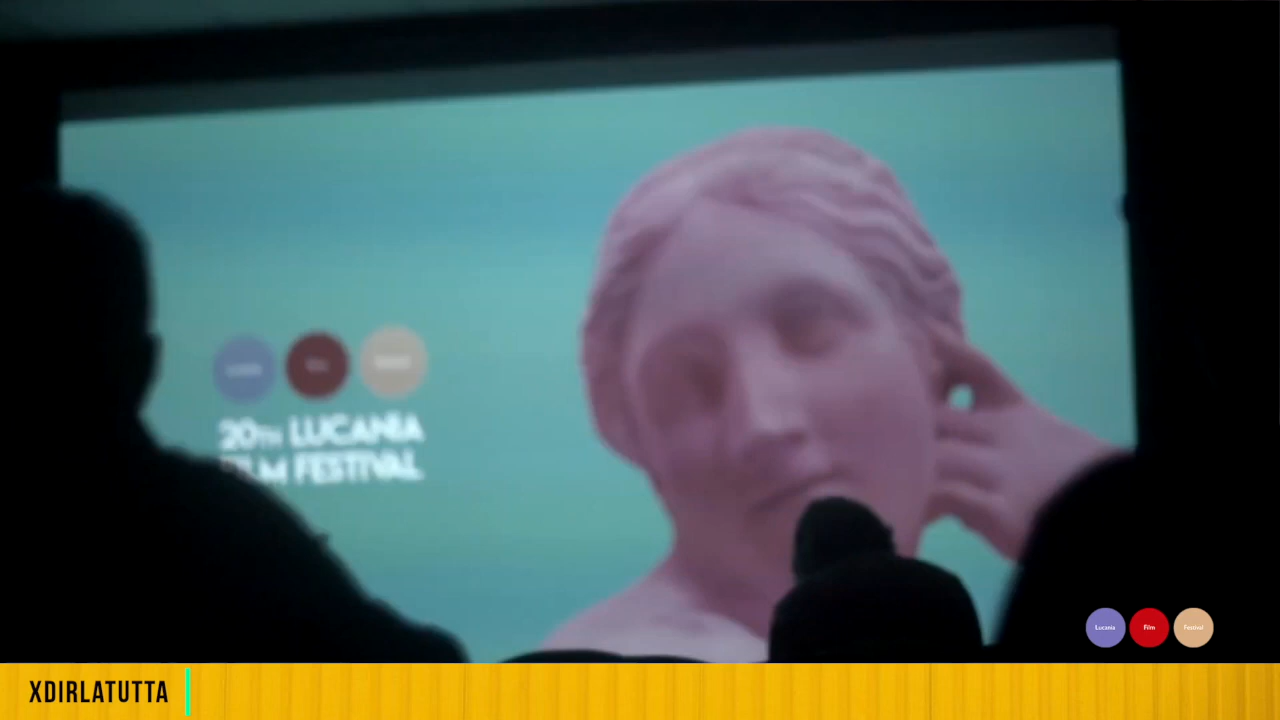 20TH LUCANIA
FILM FESTIVAL
Lucania
Film
Festival
XDIRLATUTTA